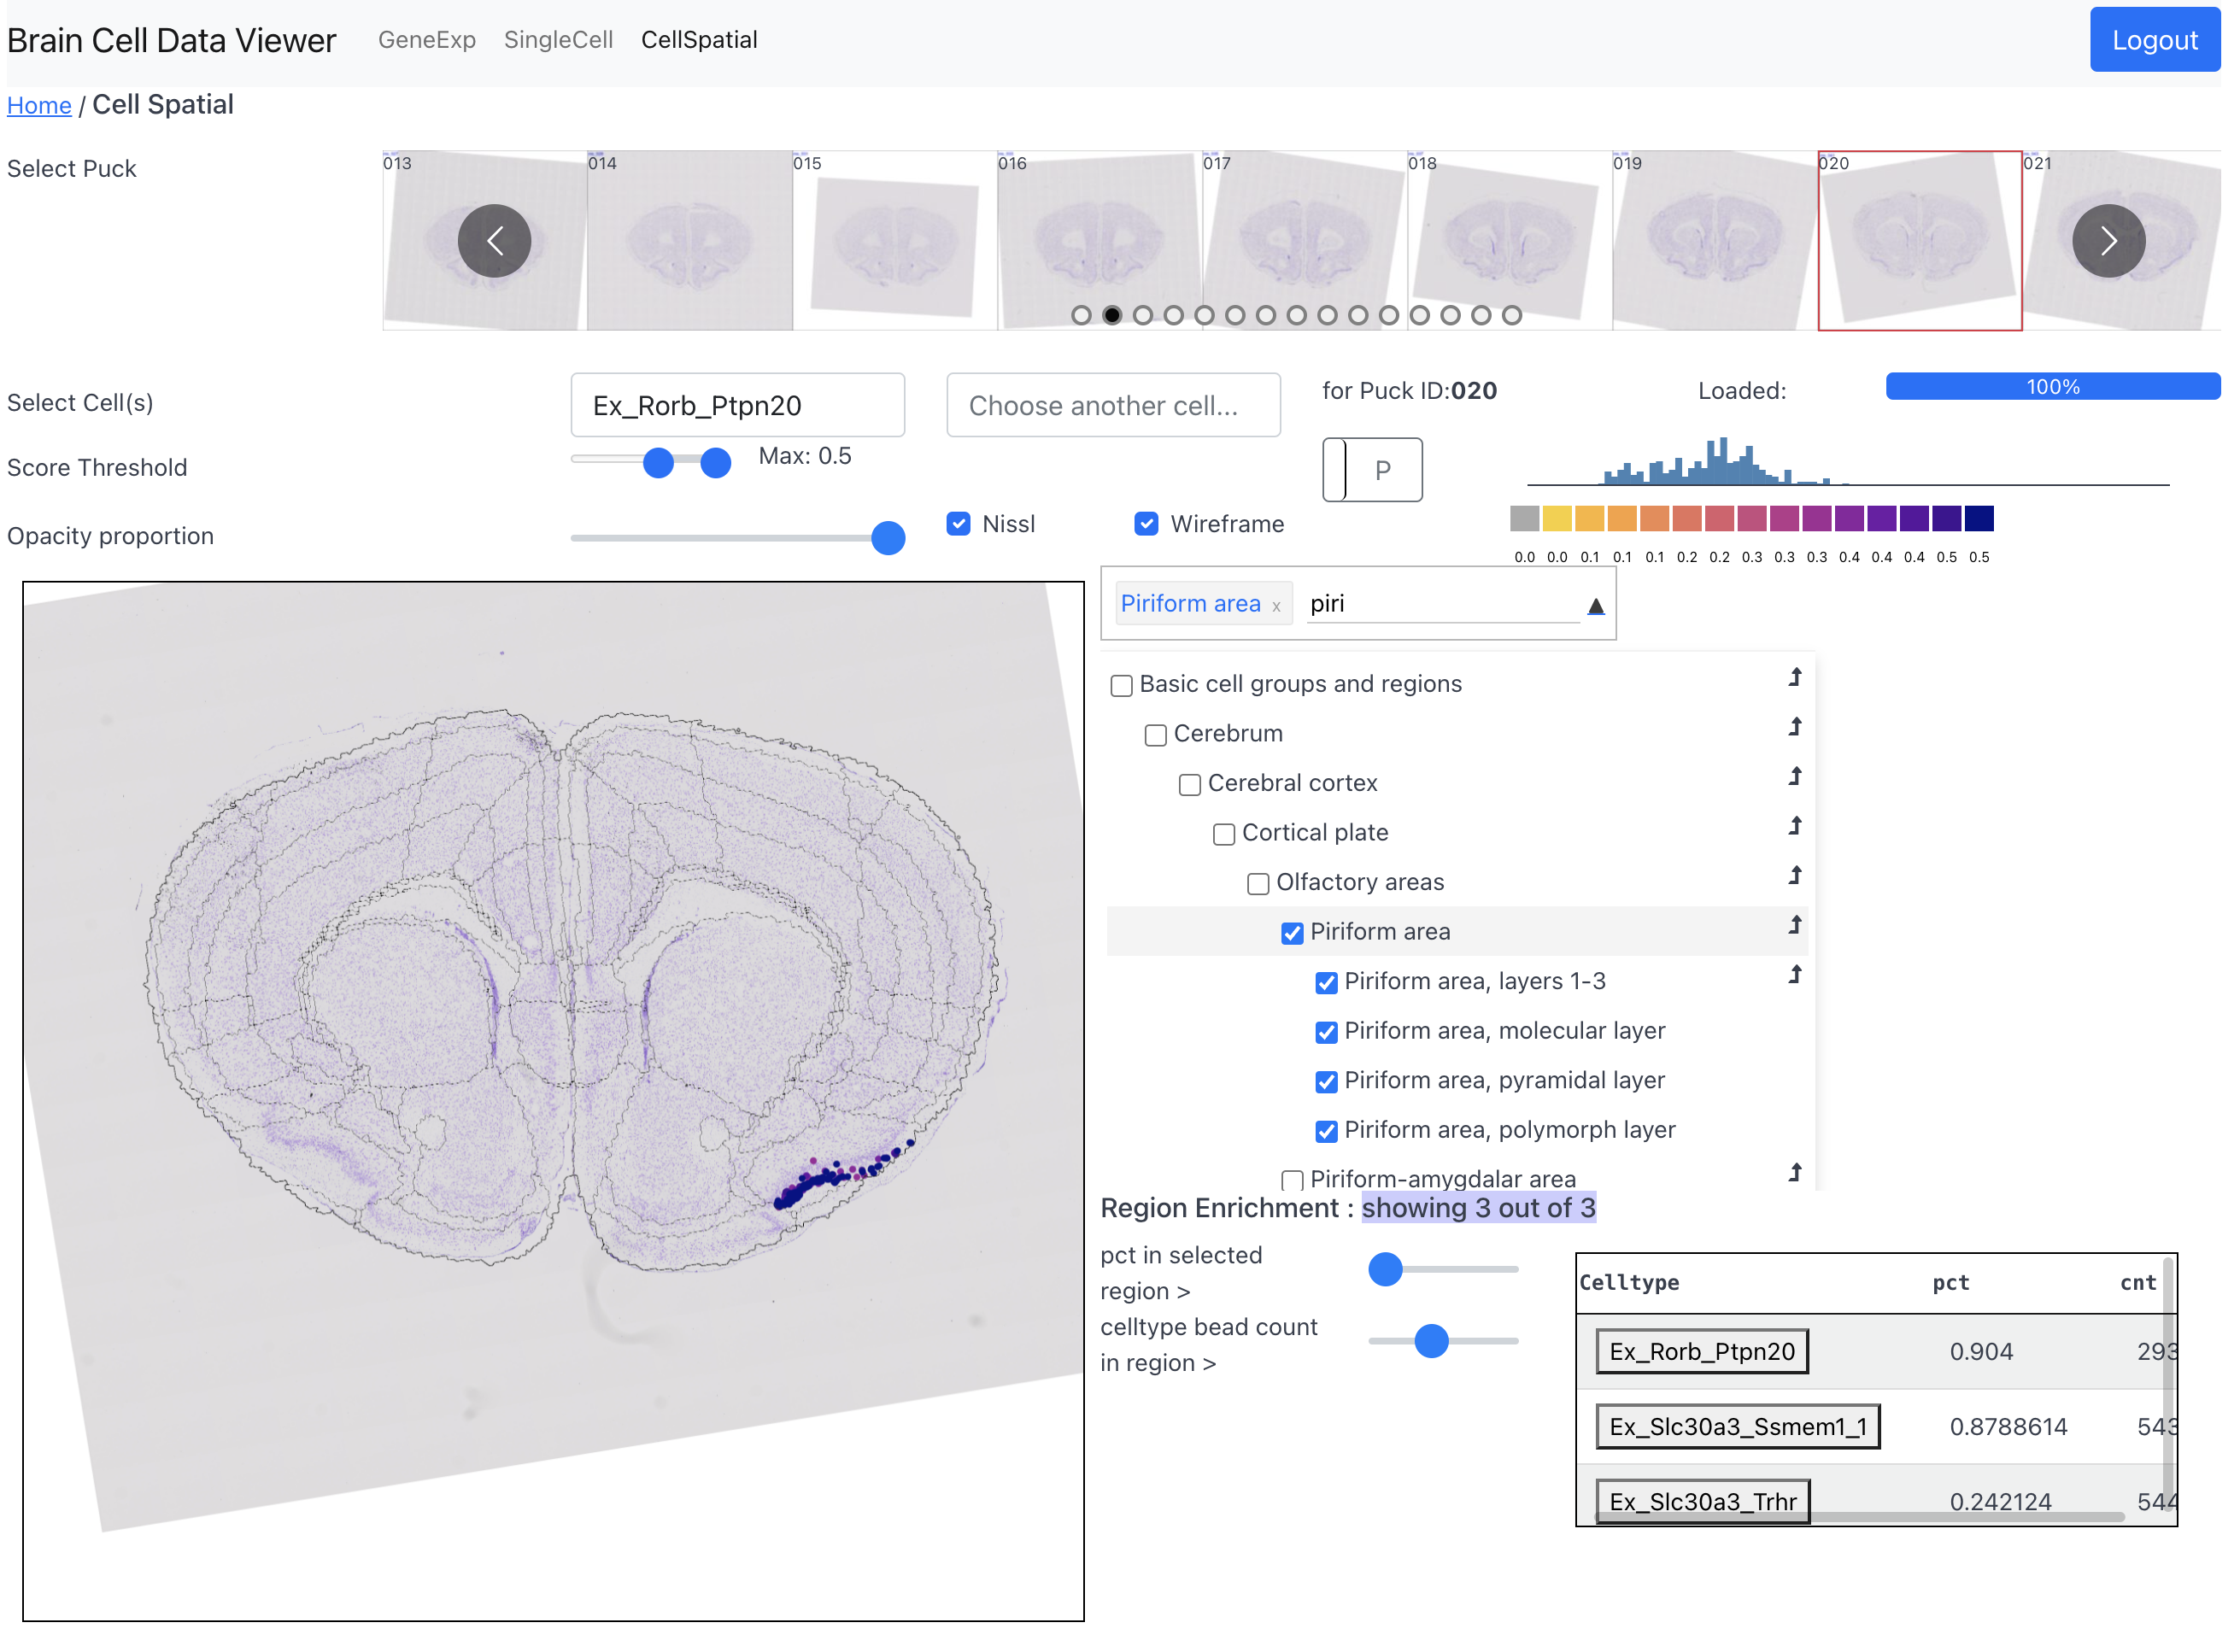 Brain Cell Data Viewer GeneExp SingleCell CellSpatial Logout
Home / Cell Spatial
Select Puck
013 014 015 016 017 018 019 020 021
Select Cell(s) Ex_Rorb_Ptpn20 Choose another cell... for Puck ID:020 Loaded: 100%
Score Threshold Max: 0.5 P
Opacity proportion Nissl Wireframe
0.0 0.0 0.1 0.1 0.1 0.2 0.2 0.3 0.3 0.3 0.4 0.4 0.4 0.5 0.5
Piriform area x piri
Basic cell groups and regions
Cerebrum
Cerebral cortex
Cortical plate
Olfactory areas
Piriform area
Piriform area, layers 1-3
Piriform area, molecular layer
Piriform area, pyramidal layer
Piriform area, polymorph layer
Piriform-amygdalar area
Region Enrichment : showing 3 out of 3
pct in selected
region >
celltype bead count
in region >
Celltype pct cnt
Ex_Rorb_Ptpn20 0.904 293
Ex_Slc30a3_Ssmem1_1 0.8788614 543
Ex_Slc30a3_Trhr 0.242124 544